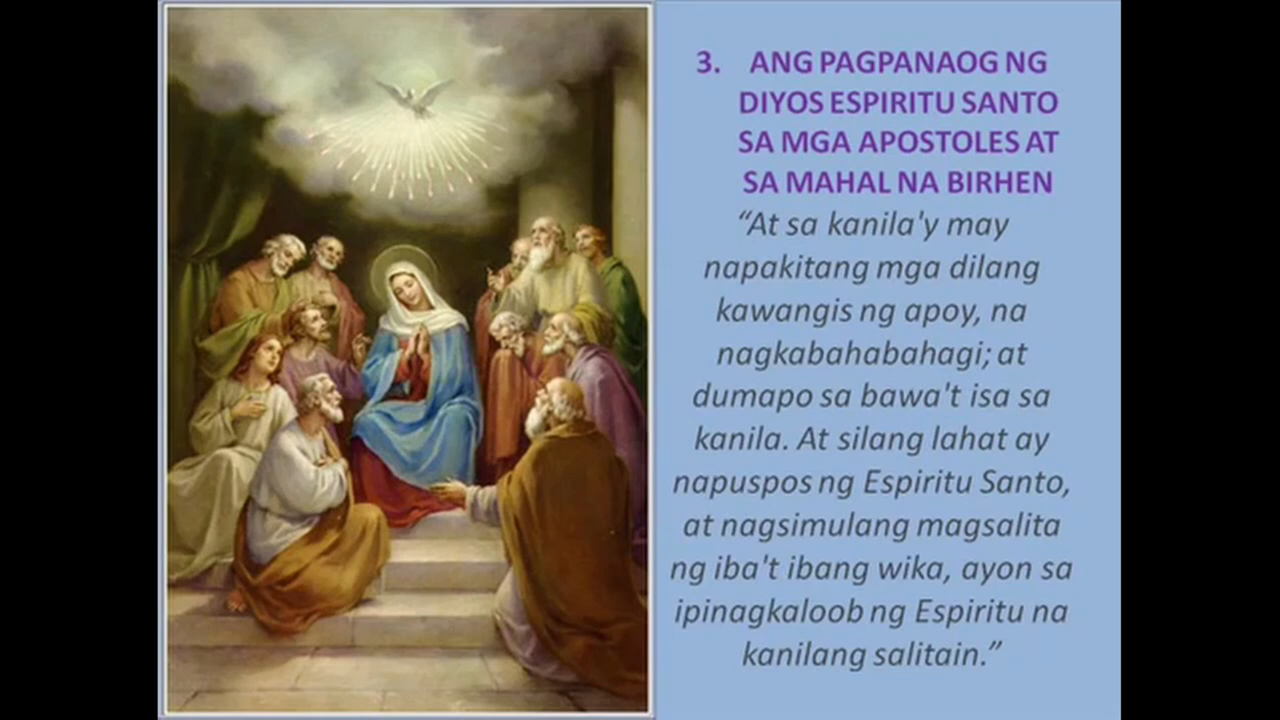 3. ANG PAGPANAOG NG
DIYOS ESPIRITU SANTO
SA MGA APOSTOLES AT
SA MAHAL NA BIRHEN
“At sa kanila'y may
napakitang mga dilang
kawangis ng apoy, na
nagkabahabahagi; at
dumapo sa bawa't isa sa
kanila. At silang lahat ay
napuspos ng Espiritu Santo,
at nagsimulang magsalita
ng iba't ibang wika, ayon sa
ipinagkaloob ng Espiritu na
kanilang salitain.”